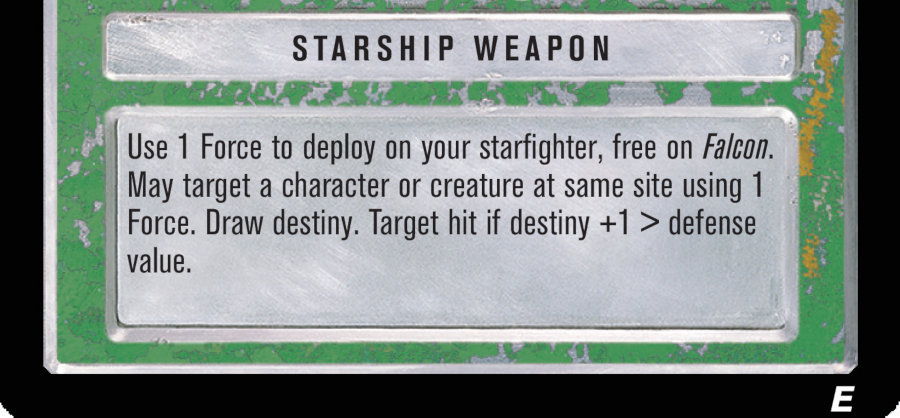 STARSHIP WEAPON
Use 1 Force to deploy on your starfighter, free on Falcon.
May target a character or creature at same site using 1
Force. Draw destiny. Target hit if destiny +1 > defense
value.
E